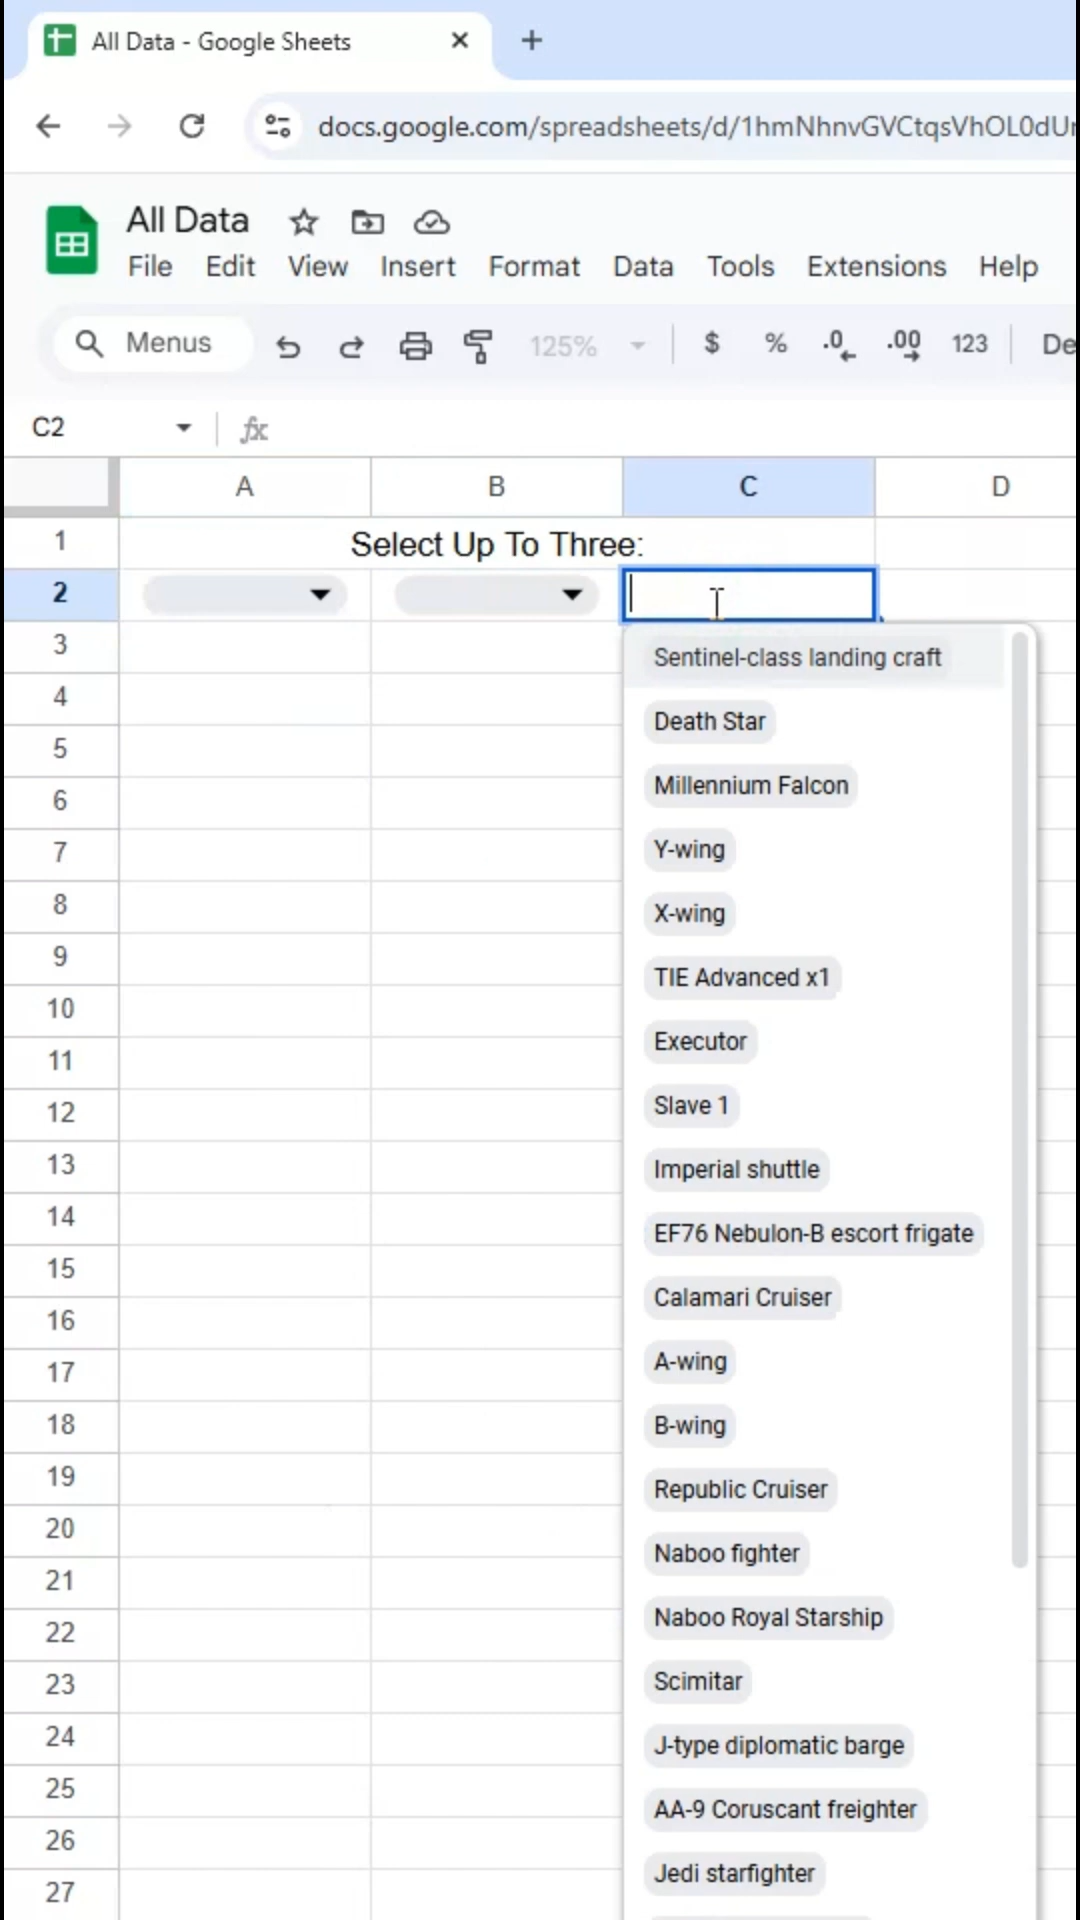 All Data - Google Sheets
docs.google.com/spreadsheets/d/1hmNhnvGVCtqsVhOL0dU
All Data
File Edit View Insert Format Data Tools Extensions Help
Menus 125% $ % .0 .00 123 De
C2 fx
A B C D
1 Select Up To Three:
2
3 Sentinel-class landing craft
4 Death Star
5
6 Millennium Falcon
7 Y-wing
8 X-wing
9 TIE Advanced x1
10
11 Executor
12 Slave 1
13 Imperial shuttle
14 EF76 Nebulon-B escort frigate
15 Calamari Cruiser
16
17 A-wing
18 B-wing
19 Republic Cruiser
20 Naboo fighter
21
22 Naboo Royal Starship
23 Scimitar
24 J-type diplomatic barge
25
26 AA-9 Coruscant freighter
27 Jedi starfighter